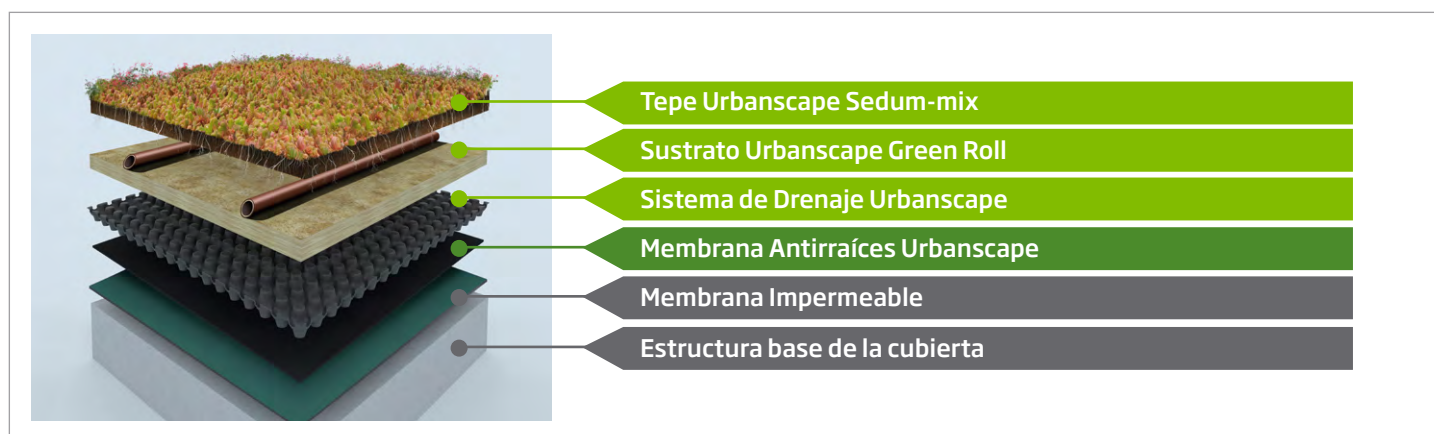 Tepe Urbanscape Sedum-mix
Sustrato Urbanscape Green Roll
Sistema de Drenaje Urbanscape
Membrana Antirraíces Urbanscape
Membrana Impermeable
Estructura base de la cubierta